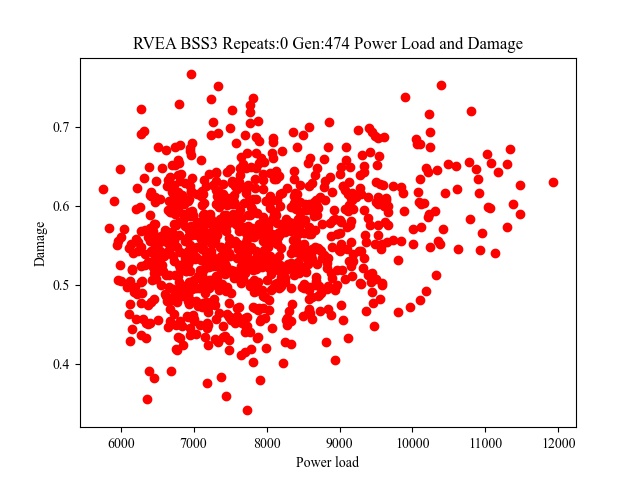 RVEA BSS3 Repeats:0 Gen:474 Power Load and Damage
0.7
0.6
0.5
0.4
Damage
6000 7000 8000 9000 10000 11000 12000
Power load